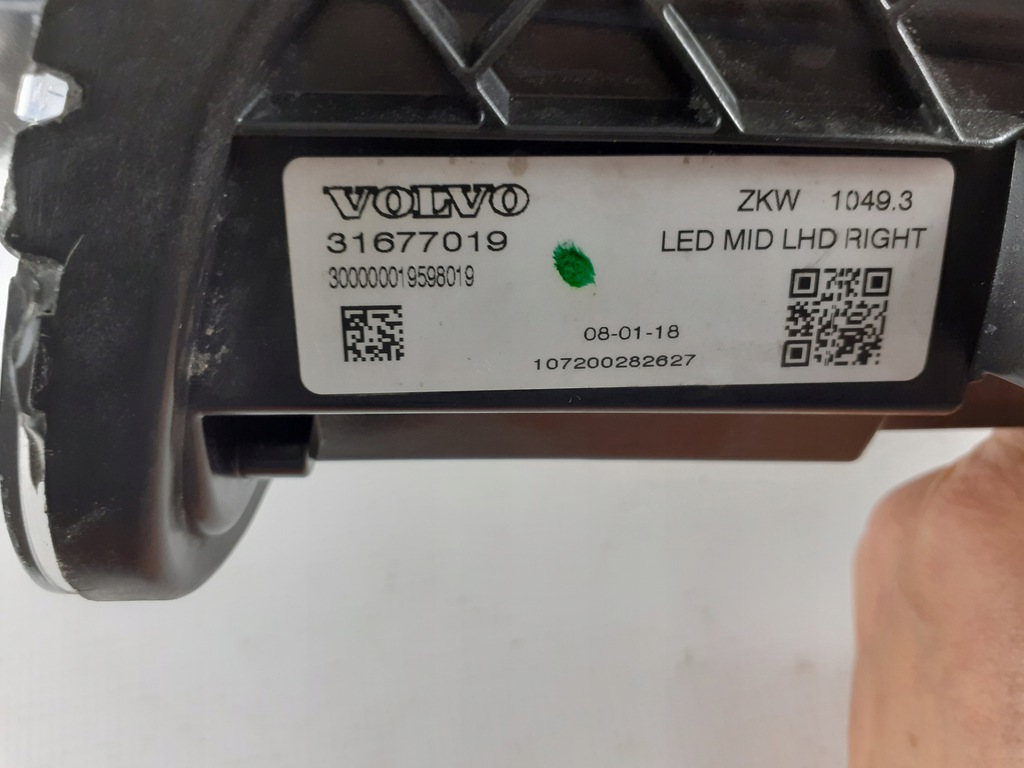 VOLVO
ZKW 1049.3
31677019
LED MID LHD RIGHT
300000019598019
08-01-18
107200282627